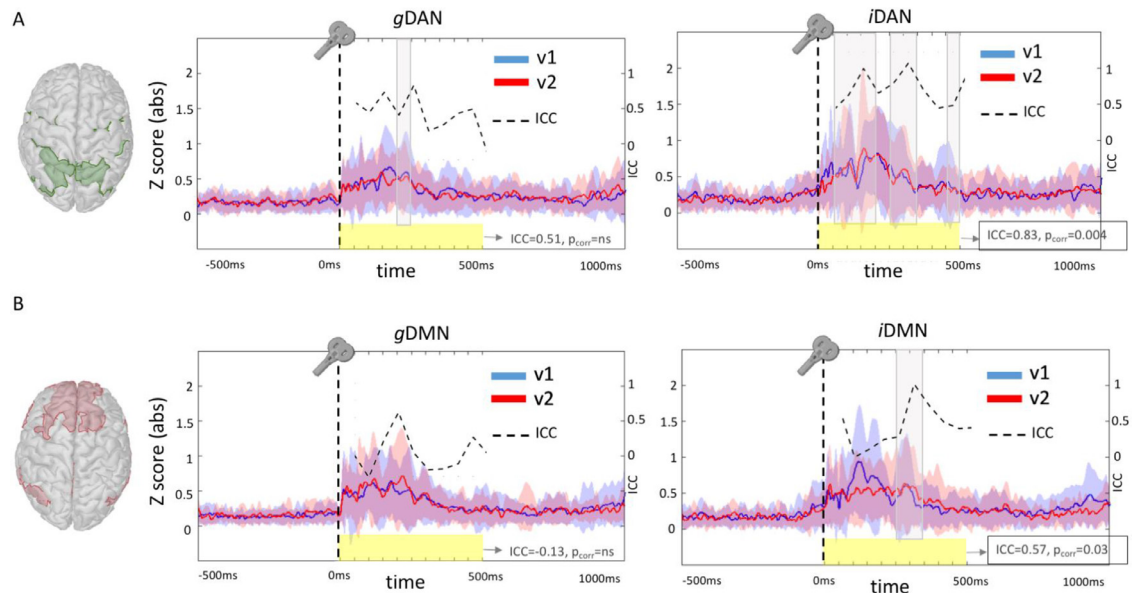 A
gDAN
iDAN
v1
v2
ICC
Z score (abs)
2
1.5
1
0.5
0
1
0.5
0
ICC
ICC=0.51, pcorr=ns
-500ms
0ms
time
500ms
1000ms
v1
v2
ICC
2
1.5
1
0.5
0
1
0.5
0
ICC
ICC=0.83, pcorr=0.004
-500ms
0ms
time
500ms
1000ms
B
gDMN
iDMN
v1
v2
ICC
Z score (abs)
2
1.5
1
0.5
0
1
0.5
0
ICC
ICC=-0.13, pcorr=ns
-500ms
0ms
time
500ms
1000ms
v1
v2
ICC
2
1.5
1
0.5
0
1
0.5
0
ICC
ICC=0.57, pcorr=0.03
-500ms
0ms
time
500ms
1000ms